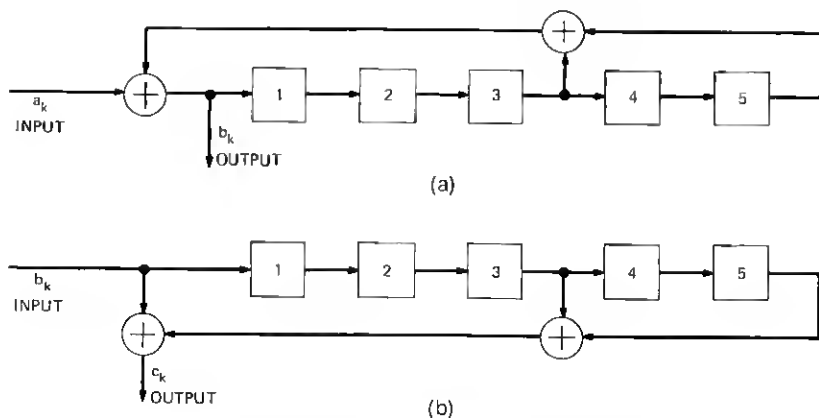 1 2 3 4 5
a_k
INPUT
b_k
OUTPUT
(a)
1 2 3 4 5
b_k
INPUT
c_k
OUTPUT
(b)